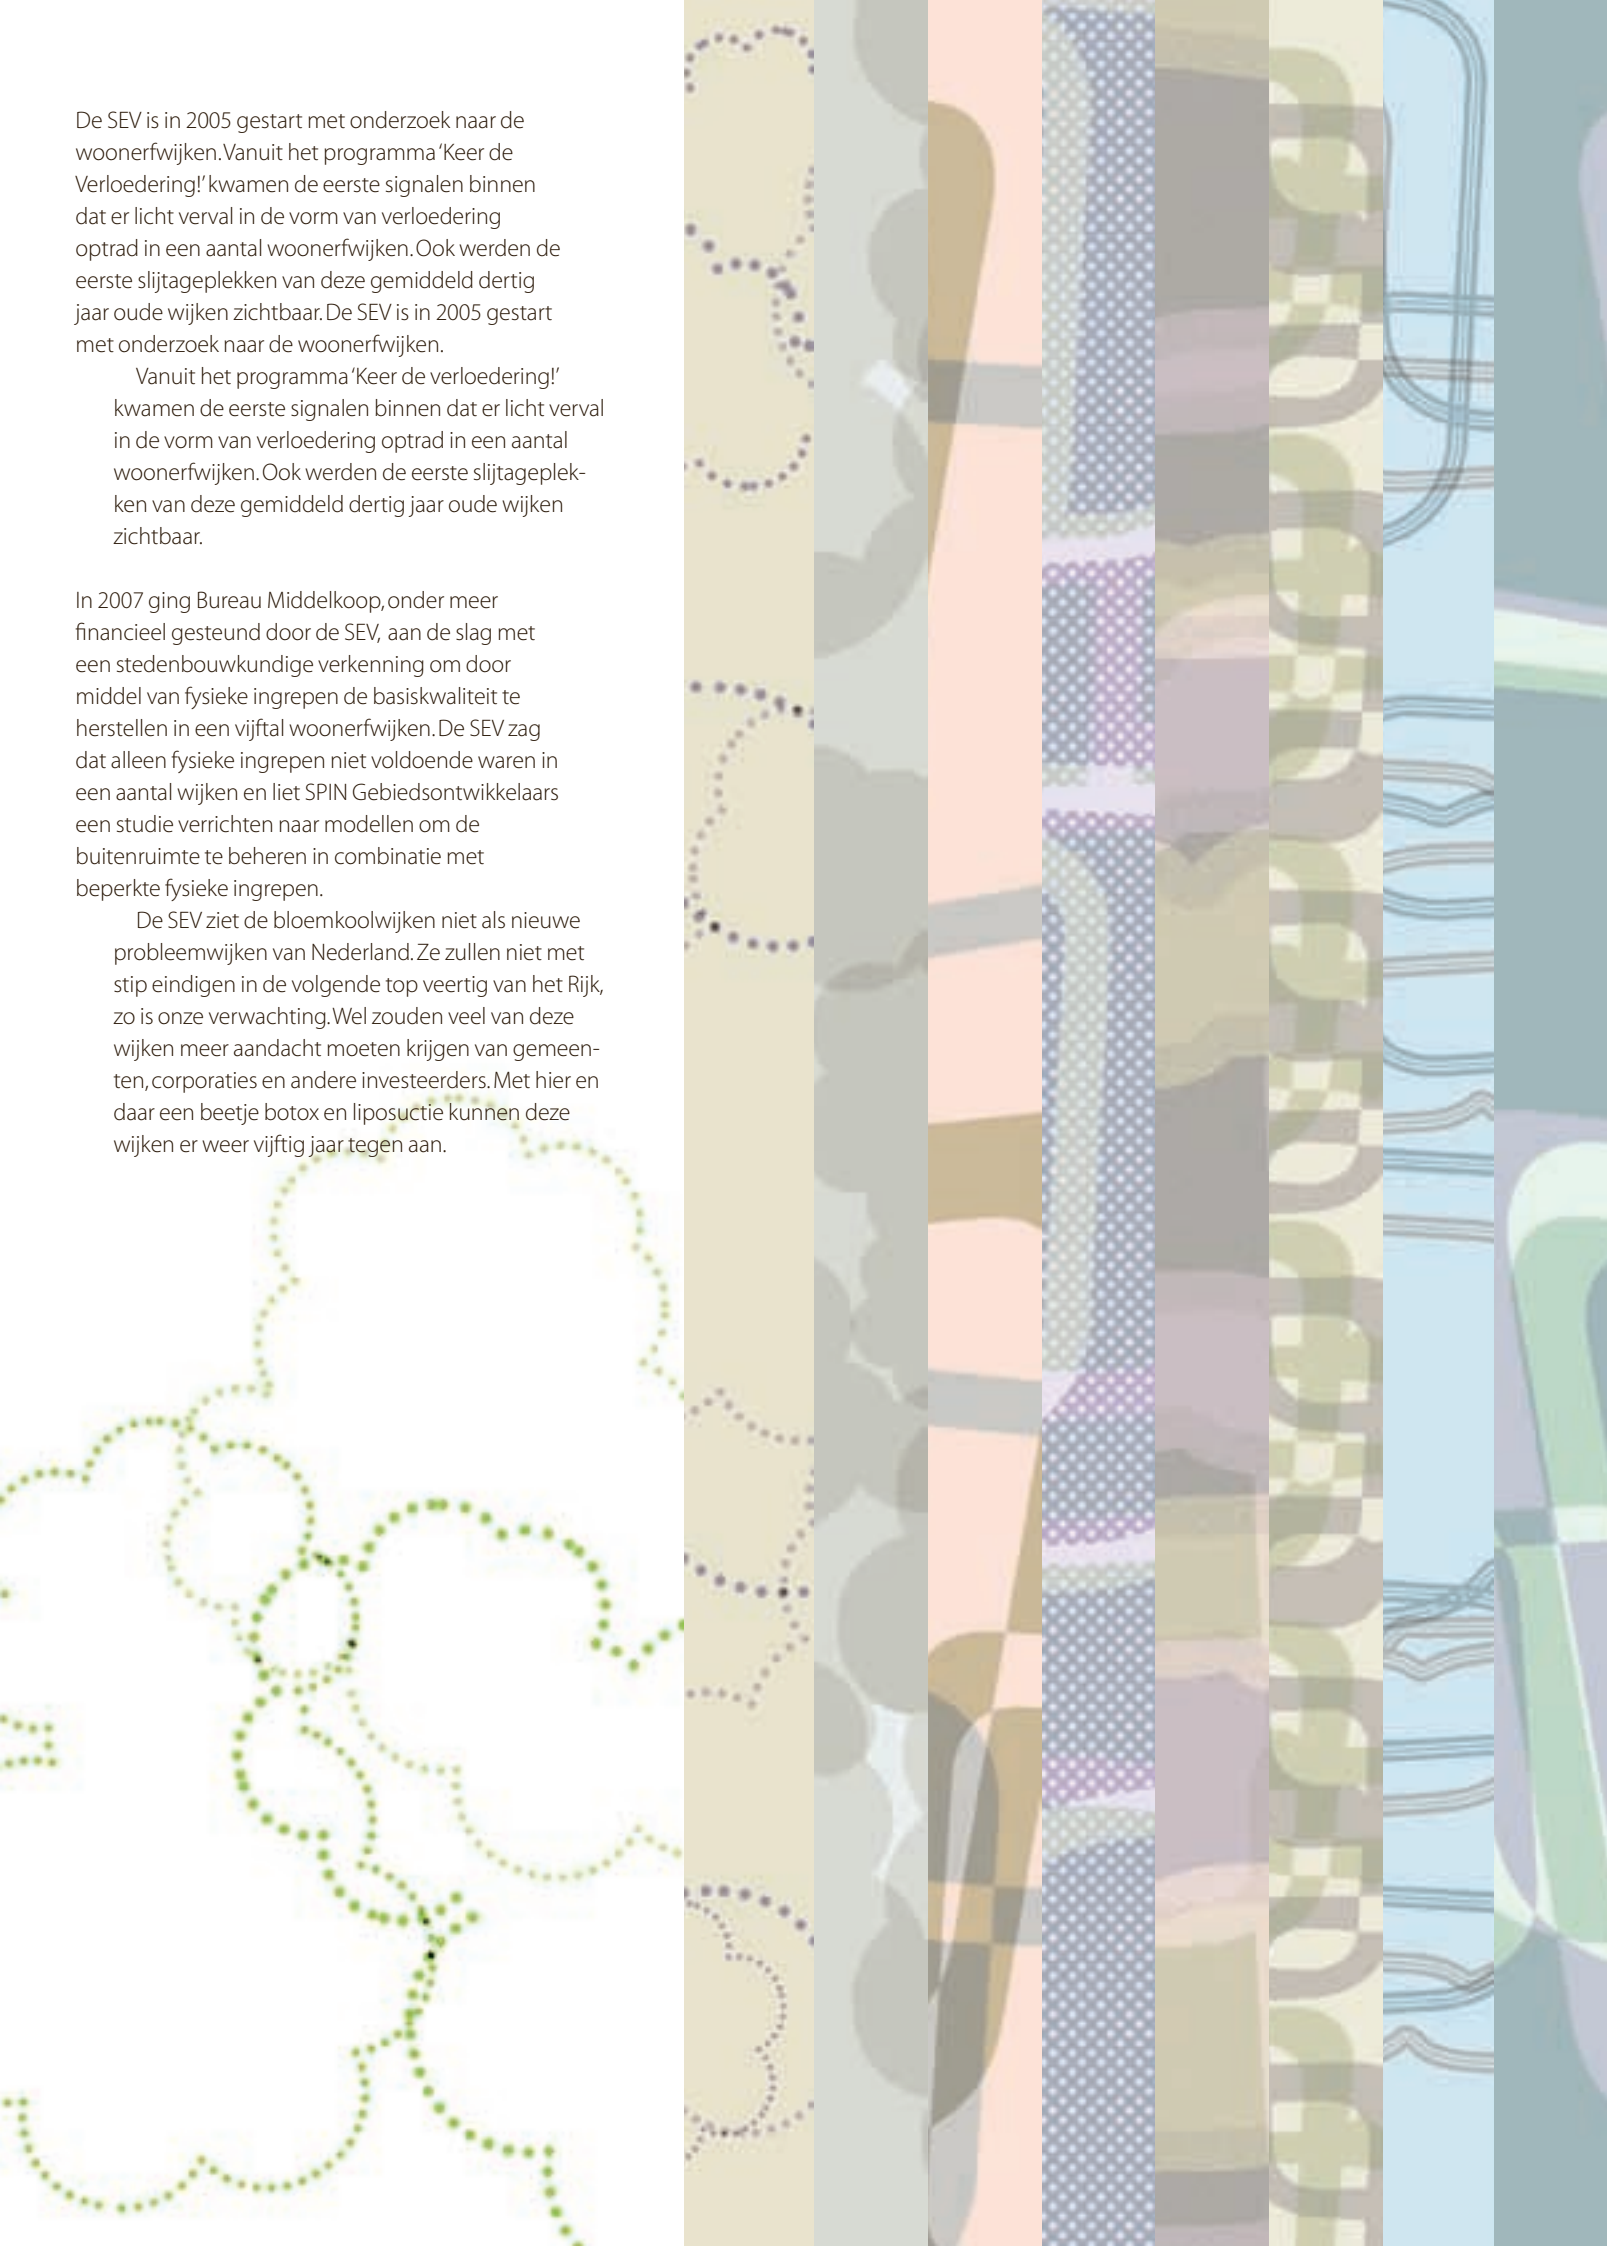 De SEV is in 2005 gestart met onderzoek naar de
woonerfwijken. Vanuit het programma ‘Keer de
Verloedering!’ kwamen de eerste signalen binnen
dat er licht verval in de vorm van verloedering
optrad in een aantal woonerfwijken. Ook werden de
eerste slijtageplekken van deze gemiddeld dertig
jaar oude wijken zichtbaar. De SEV is in 2005 gestart
met onderzoek naar de woonerfwijken.
Vanuit het programma ‘Keer de verloedering!’
kwamen de eerste signalen binnen dat er licht verval
in de vorm van verloedering optrad in een aantal
woonerfwijken. Ook werden de eerste slijtageplek-
ken van deze gemiddeld dertig jaar oude wijken
zichtbaar.
In 2007 ging Bureau Middelkoop, onder meer
financieel gesteund door de SEV, aan de slag met
een stedenbouwkundige verkenning om door
middel van fysieke ingrepen de basiskwaliteit te
herstellen in een vijftal woonerfwijken. De SEV zag
dat alleen fysieke ingrepen niet voldoende waren in
een aantal wijken en liet SPIN Gebiedsontwikkelaars
een studie verrichten naar modellen om de
buitenruimte te beheren in combinatie met
beperkte fysieke ingrepen.
De SEV ziet de bloemkoolwijken niet als nieuwe
probleemwijken van Nederland. Ze zullen niet met
stip eindigen in de volgende top veertig van het Rijk,
zo is onze verwachting. Wel zouden veel van deze
wijken meer aandacht moeten krijgen van gemeen-
ten, corporaties en andere investeerders. Met hier en
daar een beetje botox en liposuctie kunnen deze
wijken er weer vijftig jaar tegen aan.